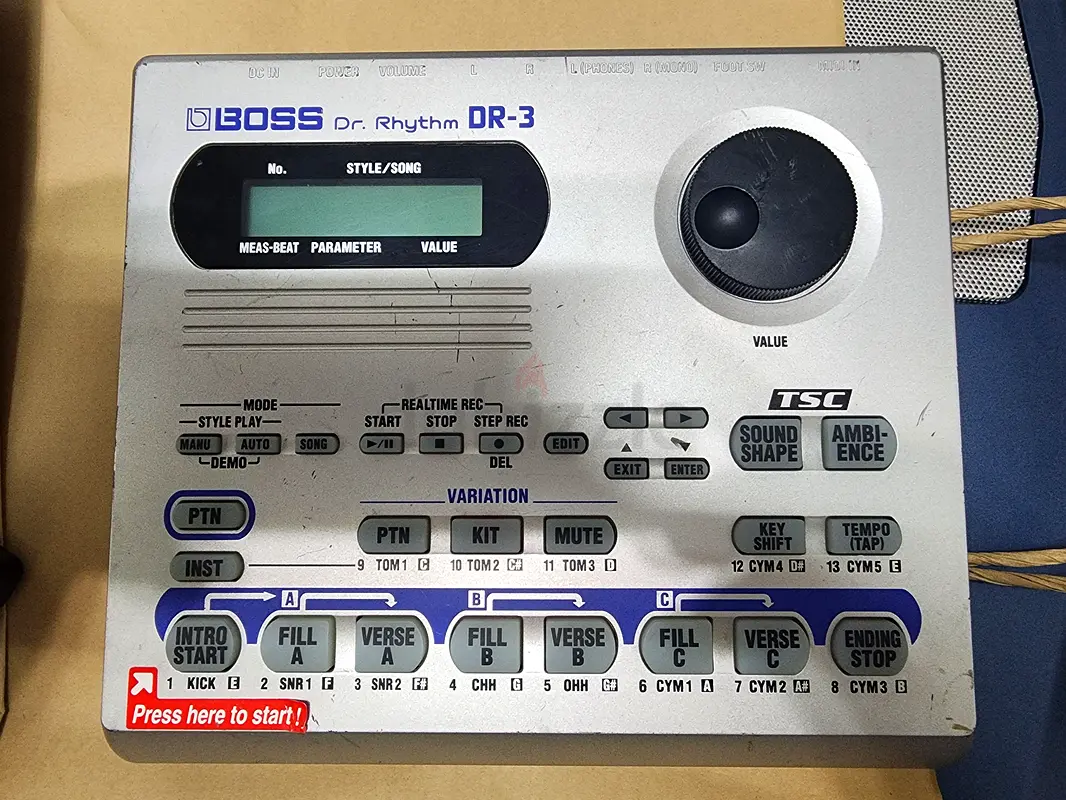 DC IN POWER VOLUME L R L (PHONES) R (MONO) FOOT SW MIDI IN
BOSS Dr. Rhythm DR-3
No. STYLE/SONG
MEAS-BEAT PARAMETER VALUE
VALUE
MODE
STYLE PLAY
MANU AUTO SONG
DEMO
REALTIME REC
START STOP STEP REC
DEL
EDIT
EXIT ENTER
TSC
SOUND SHAPE
AMBI-ENCE
PTN
VARIATION
PTN KIT MUTE
KEY SHIFT
TEMPO (TAP)
INST
9 TOM1 C 10 TOM2 C# 11 TOM3 D 12 CYM4 D# 13 CYM5 E
A B C
INTRO START
FILL A
VERSE A
FILL B
VERSE B
FILL C
VERSE C
ENDING STOP
1 KICK E 2 SNR1 F 3 SNR2 F# 4 CHH G 5 OHH G# 6 CYM1 A 7 CYM2 A# 8 CYM3 B
Press here to start!